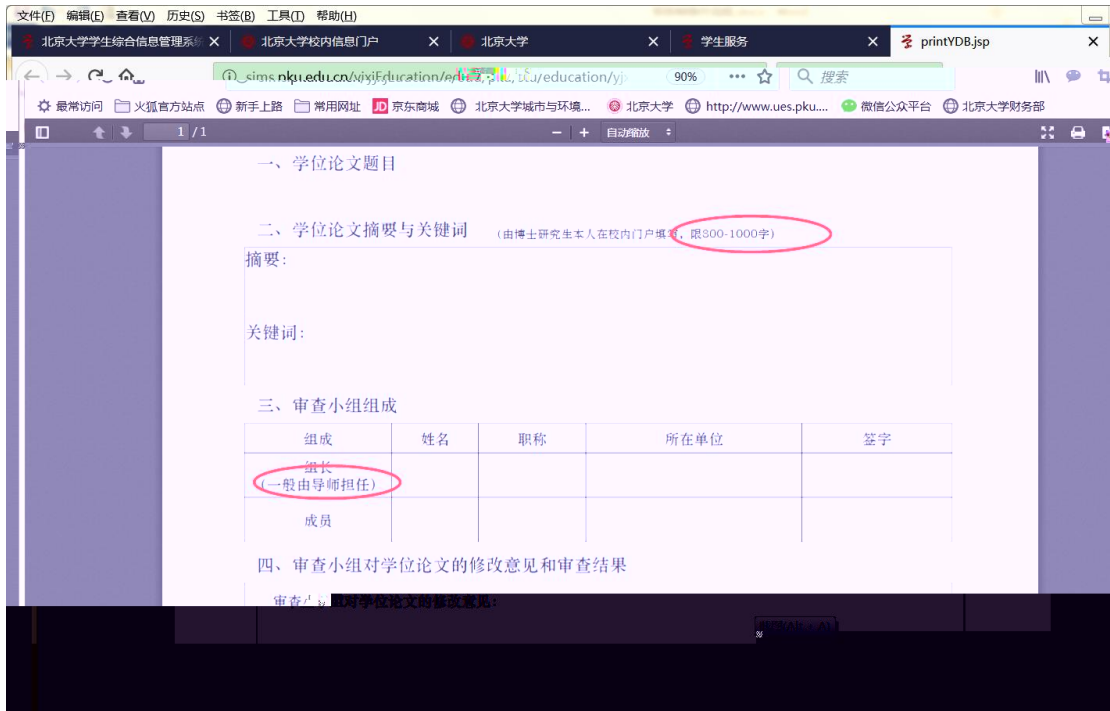 文件(F) 编辑(E) 查看(V) 历史(S) 书签(B) 工具(T) 帮助(H)
北京大学学生综合信息管理系统 北京大学校内信息门户 北京大学 学生服务 printYDB.jsp
sims.pku.edu.cn 90% 搜索
最常访问 火狐官方站点 新手上路 常用网址 JD 京东商城 北京大学城市与环境... 北京大学 http://www.ues.pku.... 微信公众平台 北京大学财务部
1 / 1 自动缩放
一、学位论文题目
二、学位论文摘要与关键词 (由博士研究生本人在校内门户填写，限800-1000字)
摘要：
关键词：
三、审查小组组成
组成 姓名 职称 所在单位 签字
组长
(一般由导师担任)
成员
四、审查小组对学位论文的修改意见和审查结果
审查小组对学位论文的修改意见：